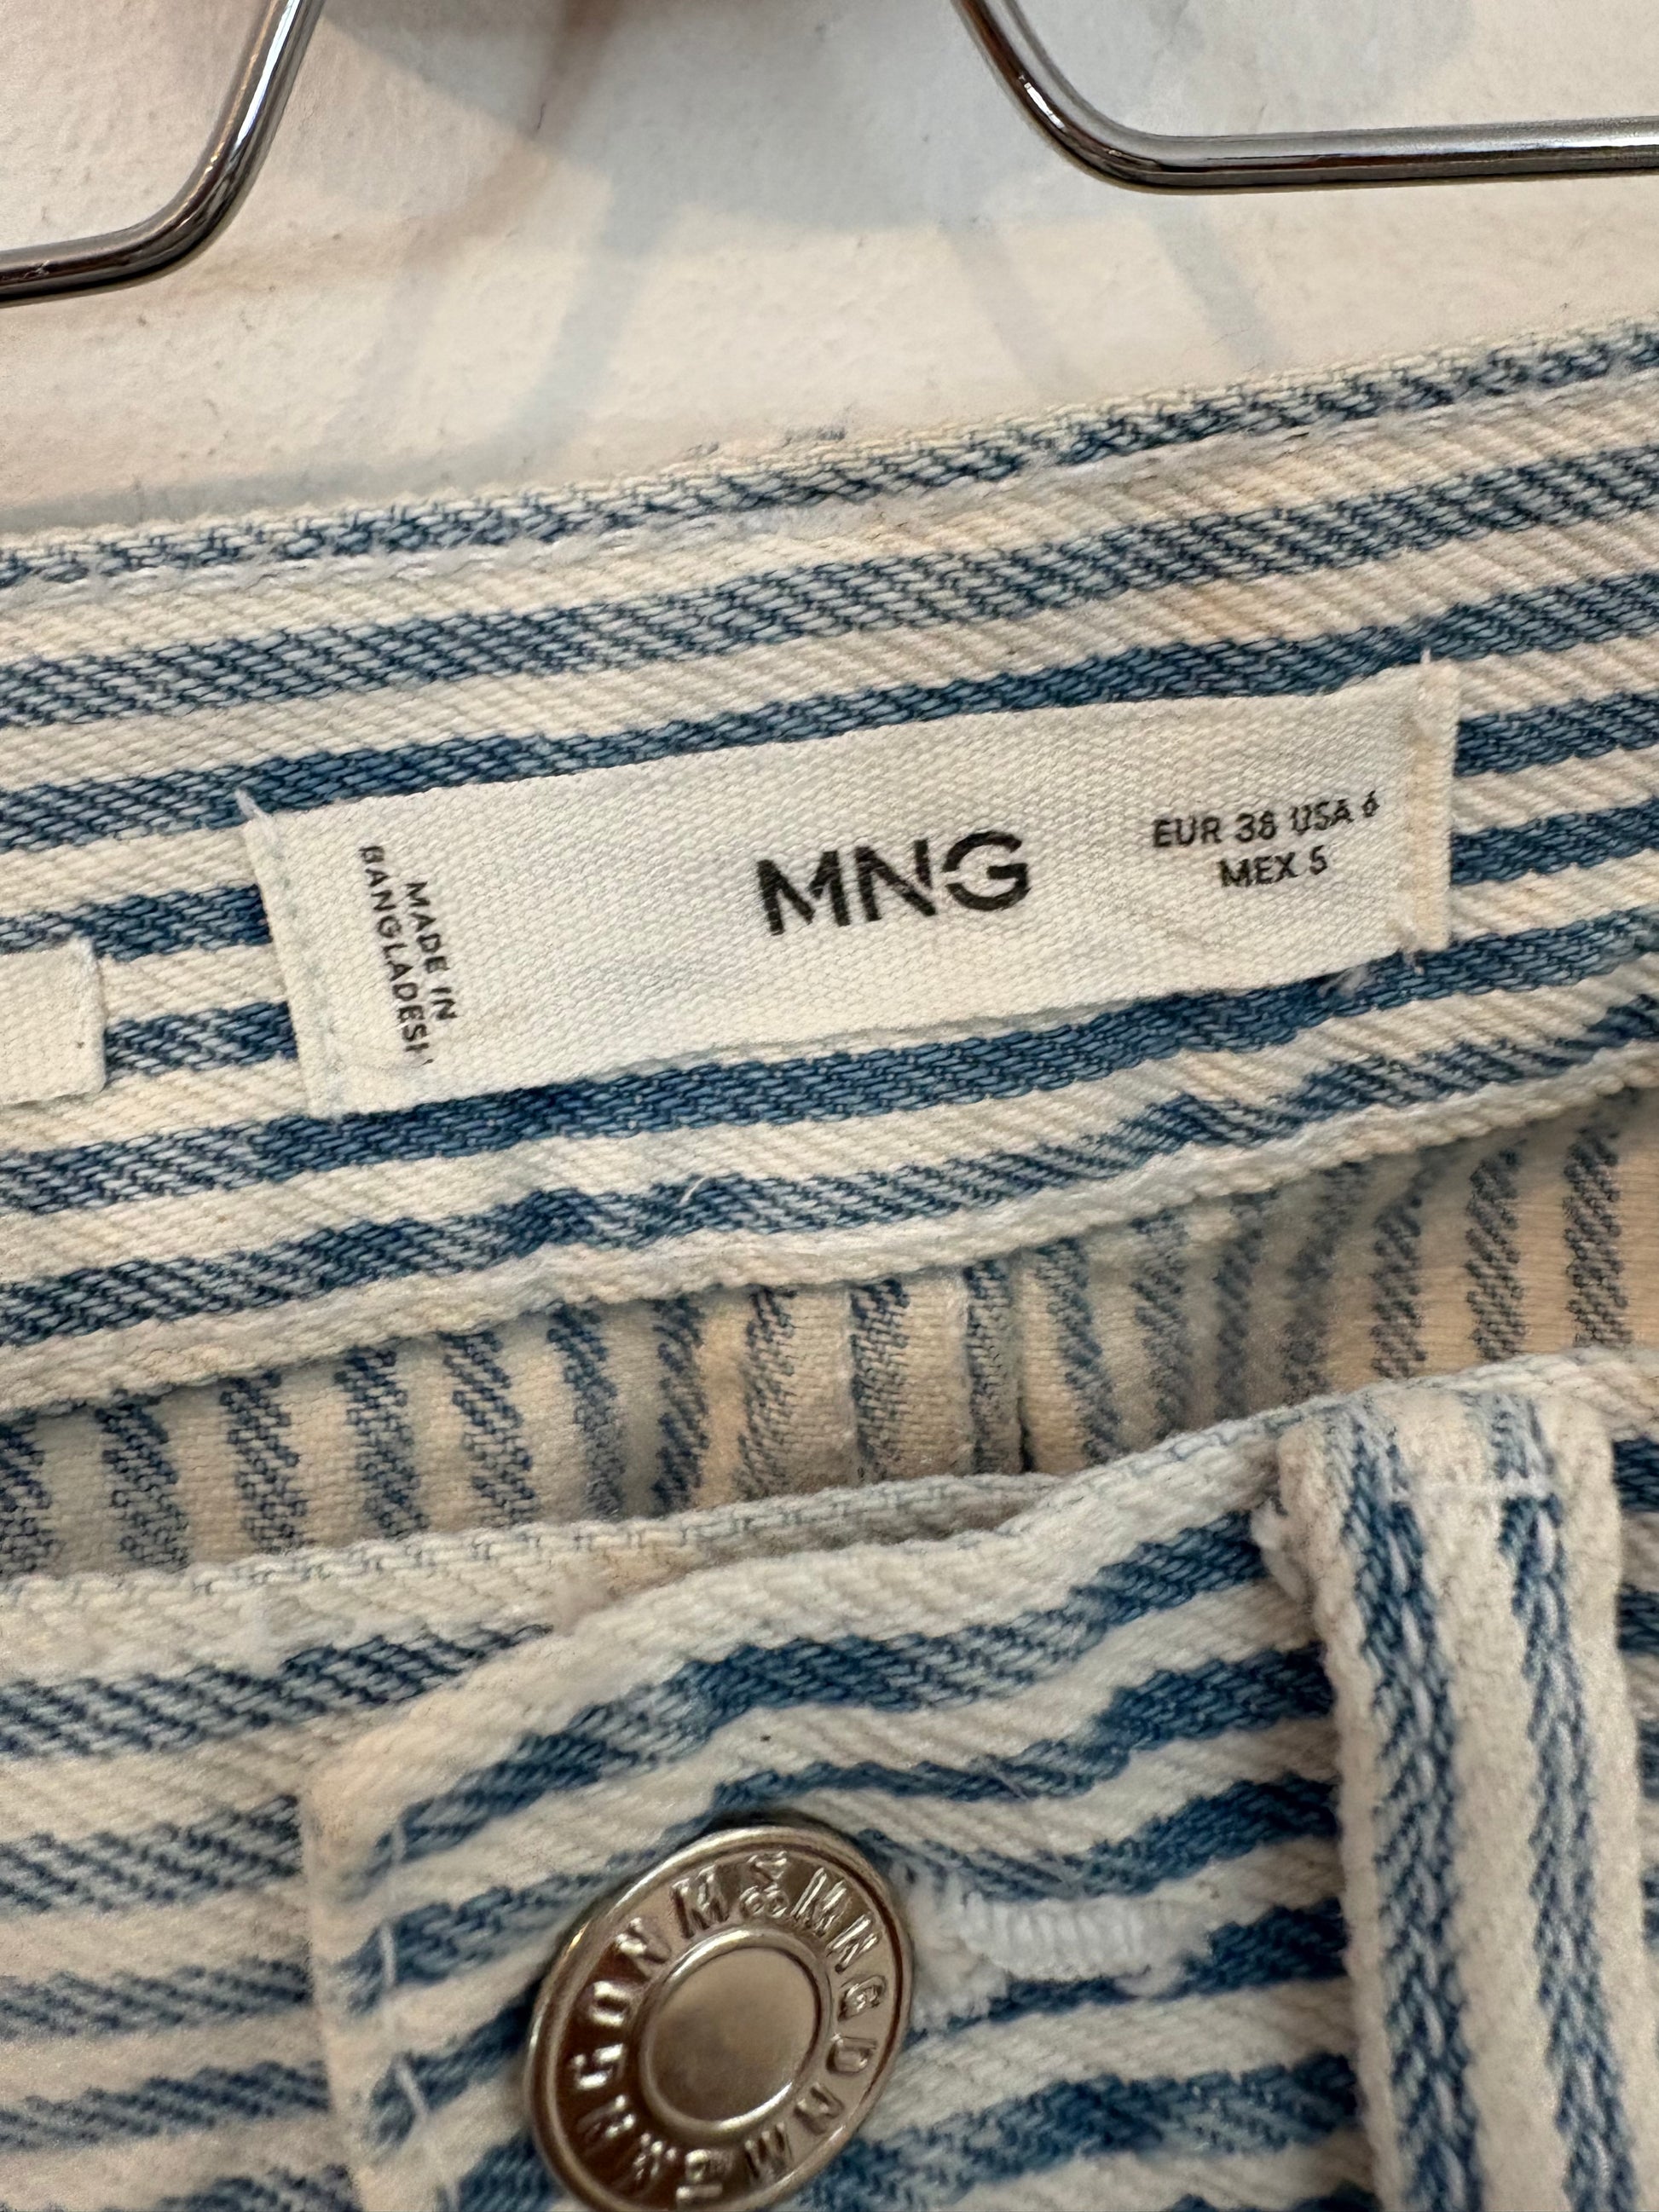 MADE IN
BANGLADESH
MNG
EUR 38 USA 6
MEX 5